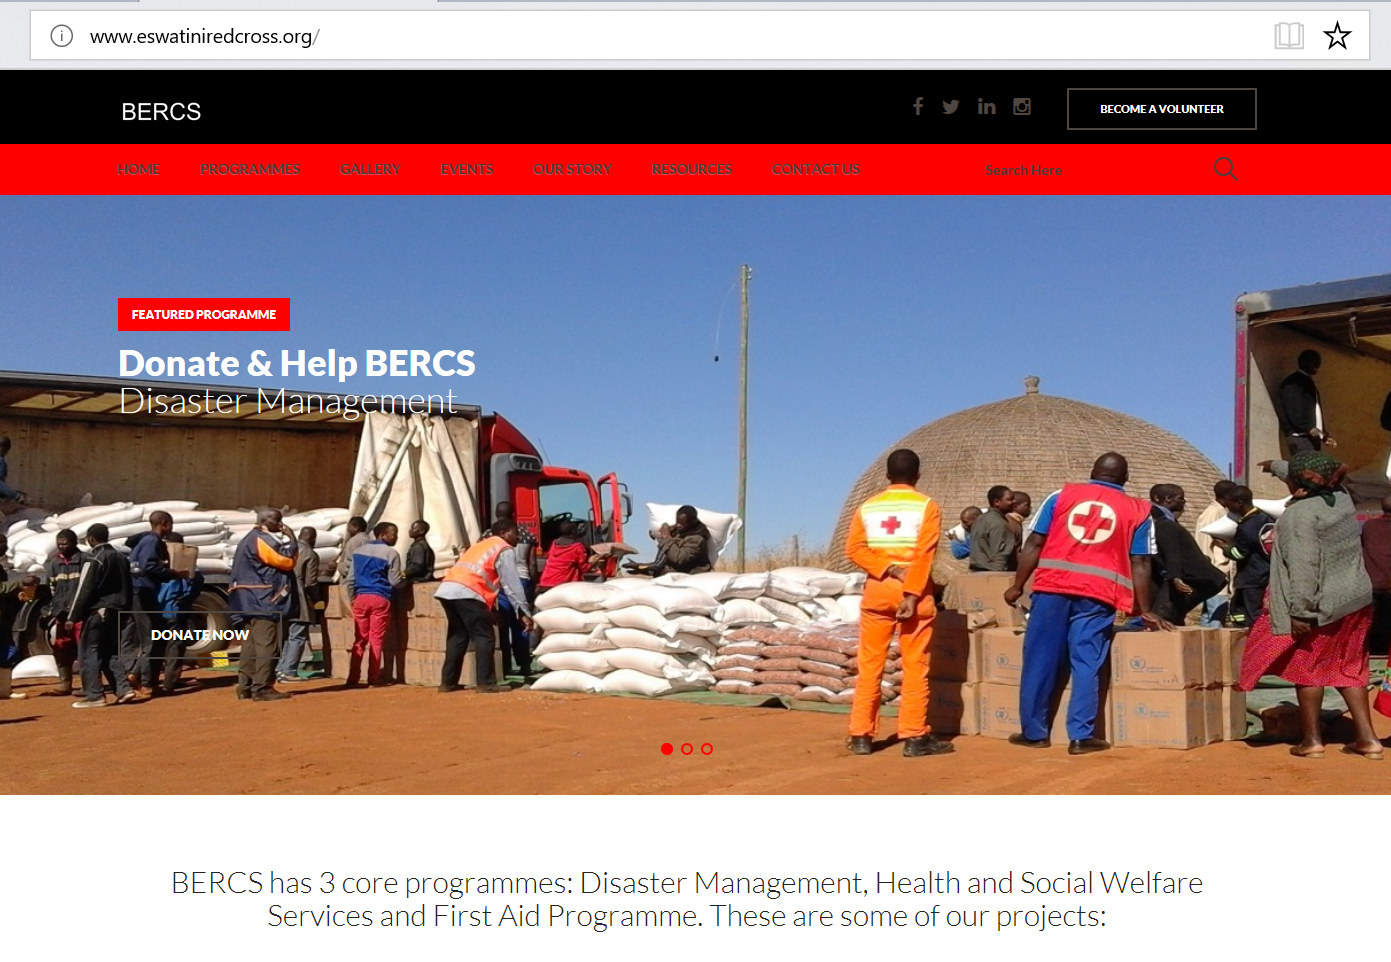 www.eswatiniredcross.org/
BERCS
BECOME A VOLUNTEER
HOME PROGRAMMES GALLERY EVENTS OUR STORY RESOURCES CONTACT US Search Here
FEATURED PROGRAMME
Donate & Help BERCS
Disaster Management
DONATE NOW
BERCS has 3 core programmes: Disaster Management, Health and Social Welfare
Services and First Aid Programme. These are some of our projects: